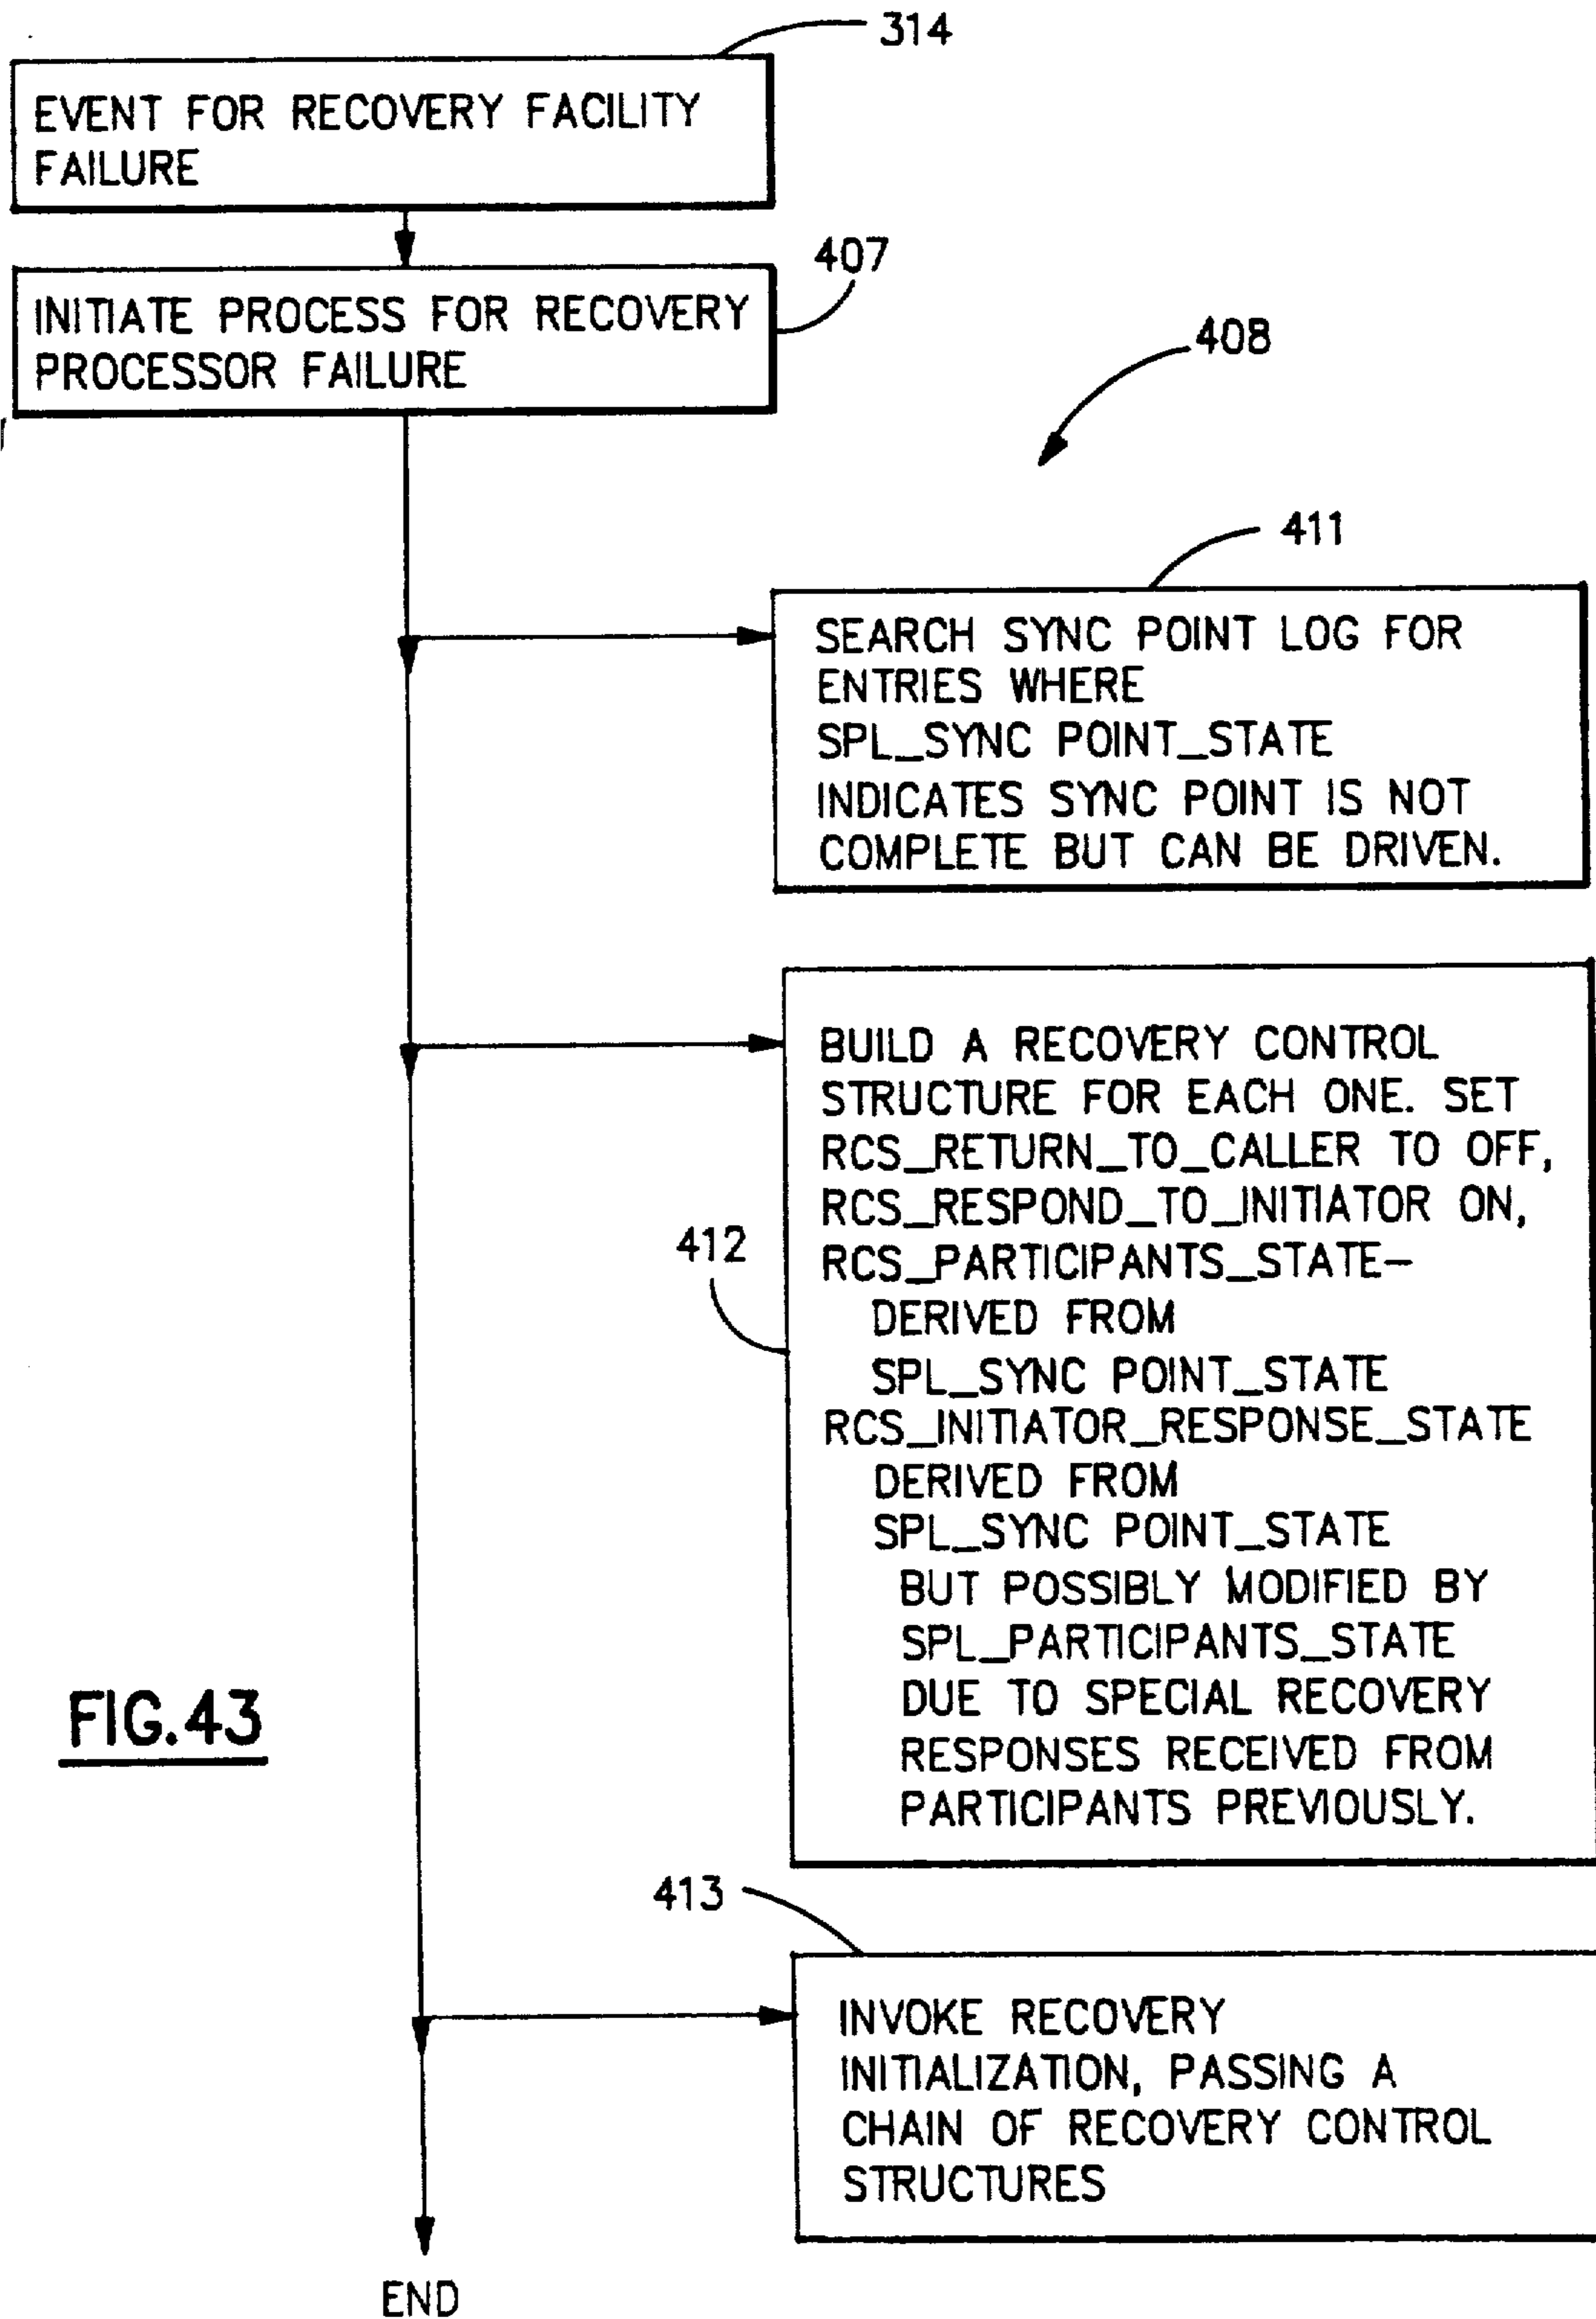 314
EVENT FOR RECOVERY FACILITY
FAILURE
407
INITIATE PROCESS FOR RECOVERY
PROCESSOR FAILURE
408
411
SEARCH SYNC POINT LOG FOR
ENTRIES WHERE
SPL_SYNC POINT_STATE
INDICATES SYNC POINT IS NOT
COMPLETE BUT CAN BE DRIVEN.
412
BUILD A RECOVERY CONTROL
STRUCTURE FOR EACH ONE. SET
RCS_RETURN_TO_CALLER TO OFF,
RCS_RESPOND_TO_INITIATOR ON,
RCS_PARTICIPANTS_STATE-
DERIVED FROM
SPL_SYNC POINT_STATE
RCS_INITIATOR_RESPONSE_STATE
DERIVED FROM
SPL_SYNC POINT_STATE
BUT POSSIBLY MODIFIED BY
SPL_PARTICIPANTS_STATE
DUE TO SPECIAL RECOVERY
RESPONSES RECEIVED FROM
PARTICIPANTS PREVIOUSLY.
FIG.43
413
INVOKE RECOVERY
INITIALIZATION, PASSING A
CHAIN OF RECOVERY CONTROL
STRUCTURES
END